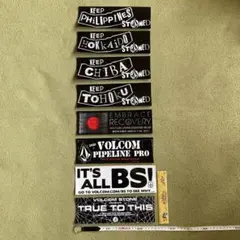 KEEP
PHILIPPINES
STONED
KEEP
HOKKAIDO
STONED
KEEP
CHIBA
STONED
KEEP
TOHOKU
STONED
EMBRACE
RECOVERY
VOLCOM
PIPELINE PRO
IT'S
ALL BS!
GO TO VOLCOM.COM/BS TO SEE WHY...
VOLCOM STONE
TRUE TO THIS